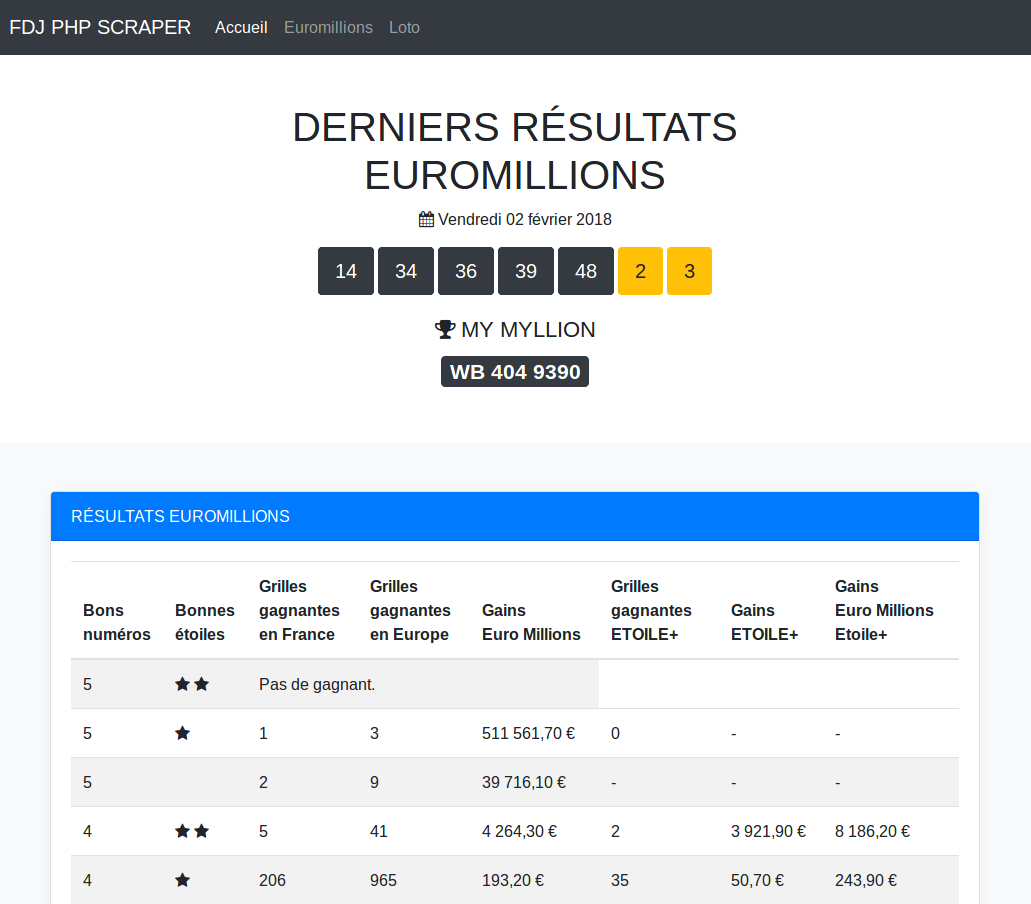 FDJ PHP SCRAPER Accueil Euromillions Loto
DERNIERS RÉSULTATS
EUROMILLIONS
Vendredi 02 février 2018
14 34 36 39 48 2 3
MY MYLLION
WB 404 9390
RÉSULTATS EUROMILLIONS
Bons numéros Bonnes étoiles Grilles gagnantes en France Grilles gagnantes en Europe Gains Euro Millions Grilles gagnantes ETOILE+ Gains ETOILE+ Gains Euro Millions Etoile+
5 ★★ Pas de gagnant.
5 ★ 1 3 511 561,70 € 0 - -
5 2 9 39 716,10 € - - -
4 ★★ 5 41 4 264,30 € 2 3 921,90 € 8 186,20 €
4 ★ 206 965 193,20 € 35 50,70 € 243,90 €